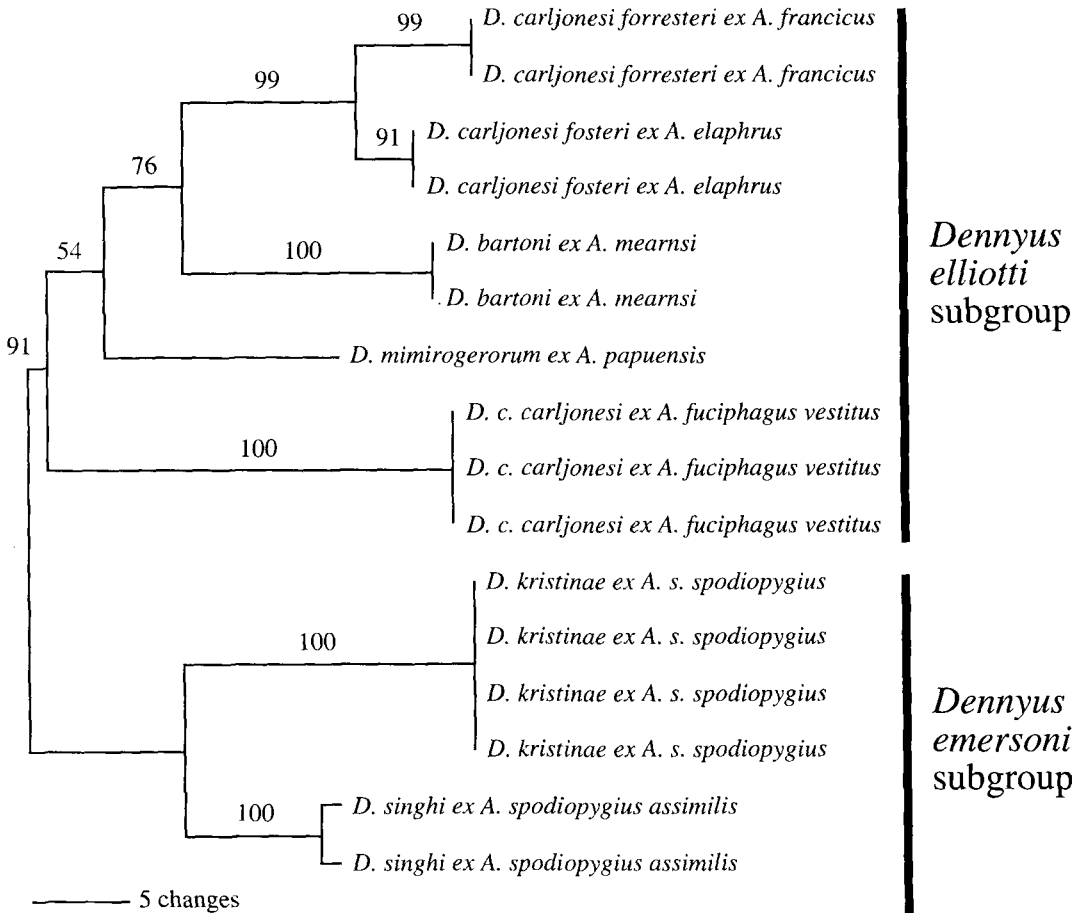 99
D. carljonesi forresteri ex A. francicus
D. carljonesi forresteri ex A. francicus
99
91
D. carljonesi fosteri ex A. elaphrus
D. carljonesi fosteri ex A. elaphrus
76
100
D. bartoni ex A. mearnsi
D. bartoni ex A. mearnsi
54
D. mimirogerorum ex A. papuensis
91
100
D. c. carljonesi ex A. fuciphagus vestitus
D. c. carljonesi ex A. fuciphagus vestitus
D. c. carljonesi ex A. fuciphagus vestitus
Dennyus
elliotti
subgroup
100
D. kristinae ex A. s. spodiopygius
D. kristinae ex A. s. spodiopygius
D. kristinae ex A. s. spodiopygius
D. kristinae ex A. s. spodiopygius
100
D. singhi ex A. spodiopygius assimilis
D. singhi ex A. spodiopygius assimilis
Dennyus
emersoni
subgroup
5 changes